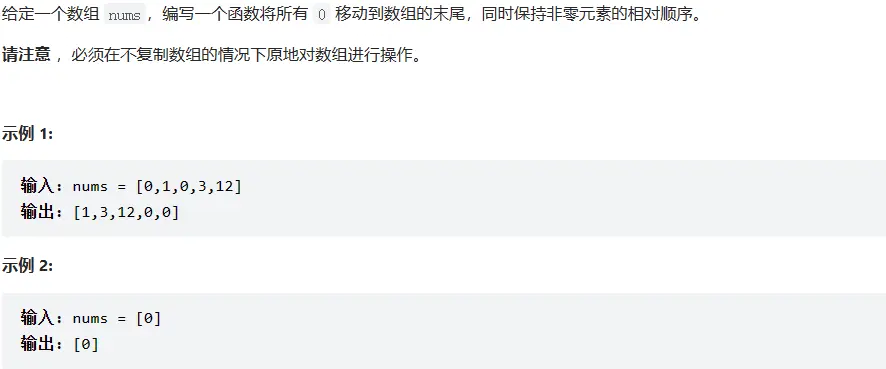 给定一个数组 nums，编写一个函数将所有 0 移动到数组的末尾，同时保持非零元素的相对顺序。
请注意 ，必须在不复制数组的情况下原地对数组进行操作。
示例 1:
输入：nums = [0,1,0,3,12]
输出：[1,3,12,0,0]
示例 2:
输入：nums = [0]
输出：[0]